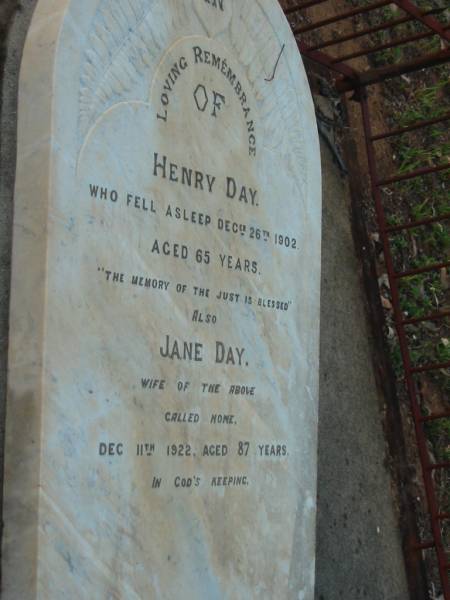 IN
LOVING REMEMBRANCE
OF
HENRY DAY.
WHO FELL ASLEEP DECR 26TH 1902.
AGED 65 YEARS.
"THE MEMORY OF THE JUST IS BLESSED"
ALSO
JANE DAY.
WIFE OF THE ABOVE
CALLED HOME.
DEC 11TH 1922, AGED 87 YEARS.
IN GOD'S KEEPING.